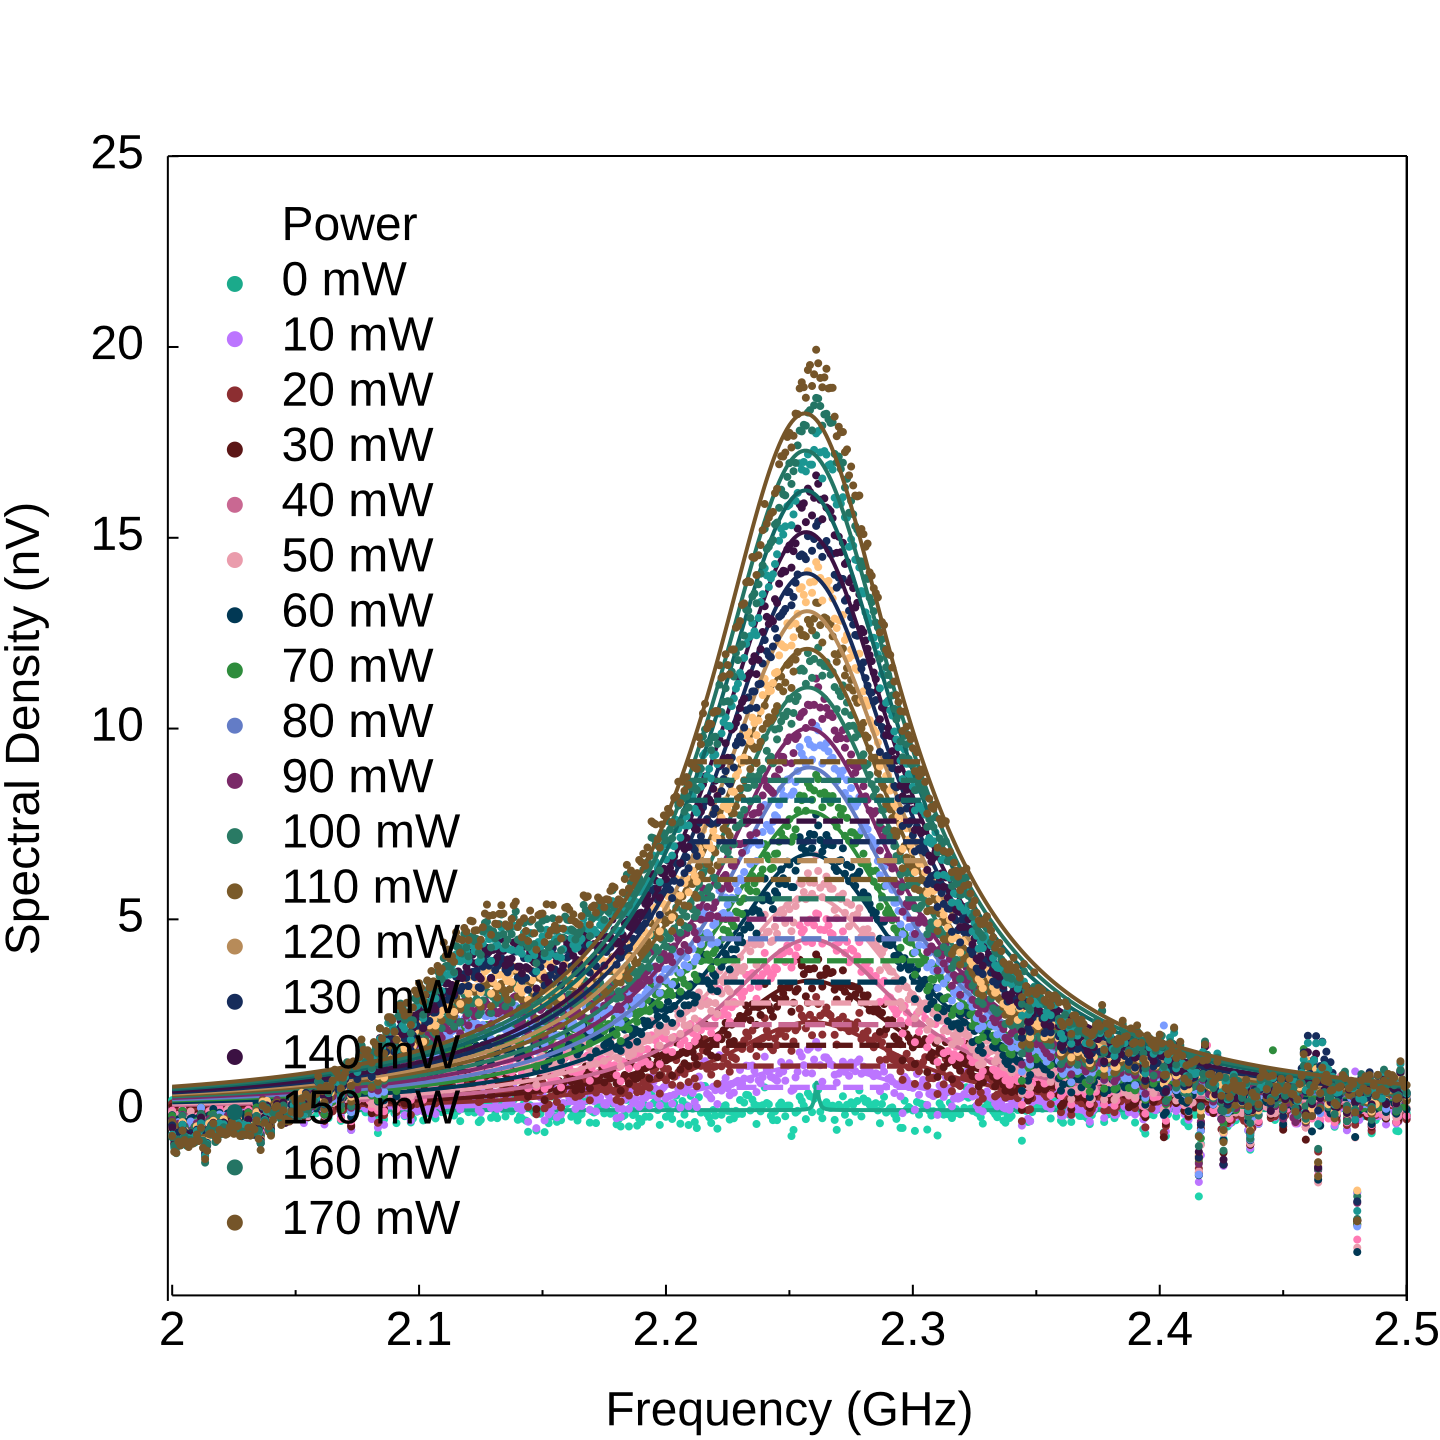 25
20
15
10
5
0
Spectral Density (nV)
Power
0 mW
10 mW
20 mW
30 mW
40 mW
50 mW
60 mW
70 mW
80 mW
90 mW
100 mW
110 mW
120 mW
130 mW
140 mW
150 mW
160 mW
170 mW
2 2.1 2.2 2.3 2.4 2.5
Frequency (GHz)